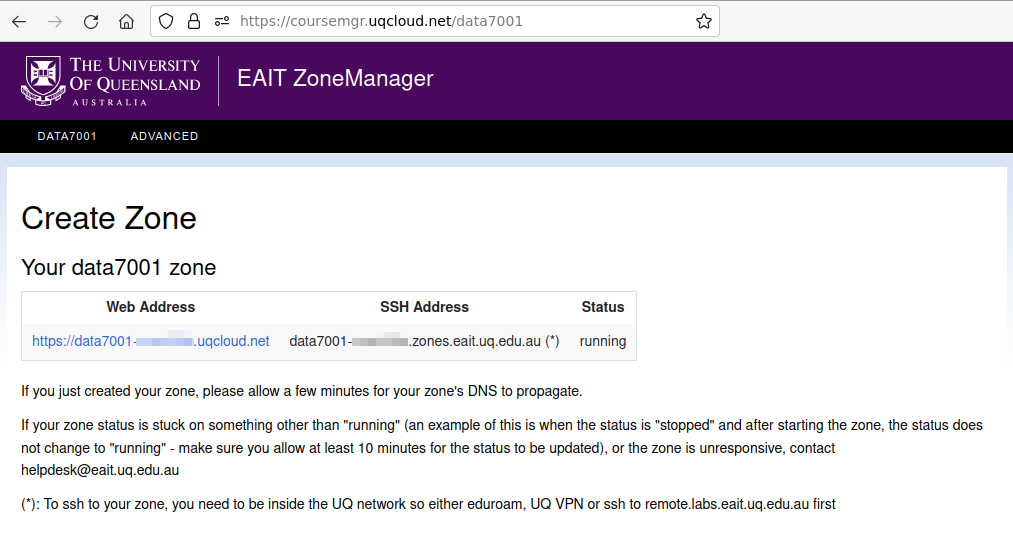 https://coursemgr.uqcloud.net/data7001
THE UNIVERSITY
OF QUEENSLAND
AUSTRALIA
EAIT ZoneManager
DATA7001 ADVANCED
Create Zone
Your data7001 zone
Web Address SSH Address Status
https://data7001- .uqcloud.net data7001- .zones.eait.uq.edu.au (*) running
If you just created your zone, please allow a few minutes for your zone's DNS to propagate.
If your zone status is stuck on something other than "running" (an example of this is when the status is "stopped" and after starting the zone, the status does
not change to "running" - make sure you allow at least 10 minutes for the status to be updated), or the zone is unresponsive, contact
helpdesk@eait.uq.edu.au
(*): To ssh to your zone, you need to be inside the UQ network so either eduroam, UQ VPN or ssh to remote.labs.eait.uq.edu.au first